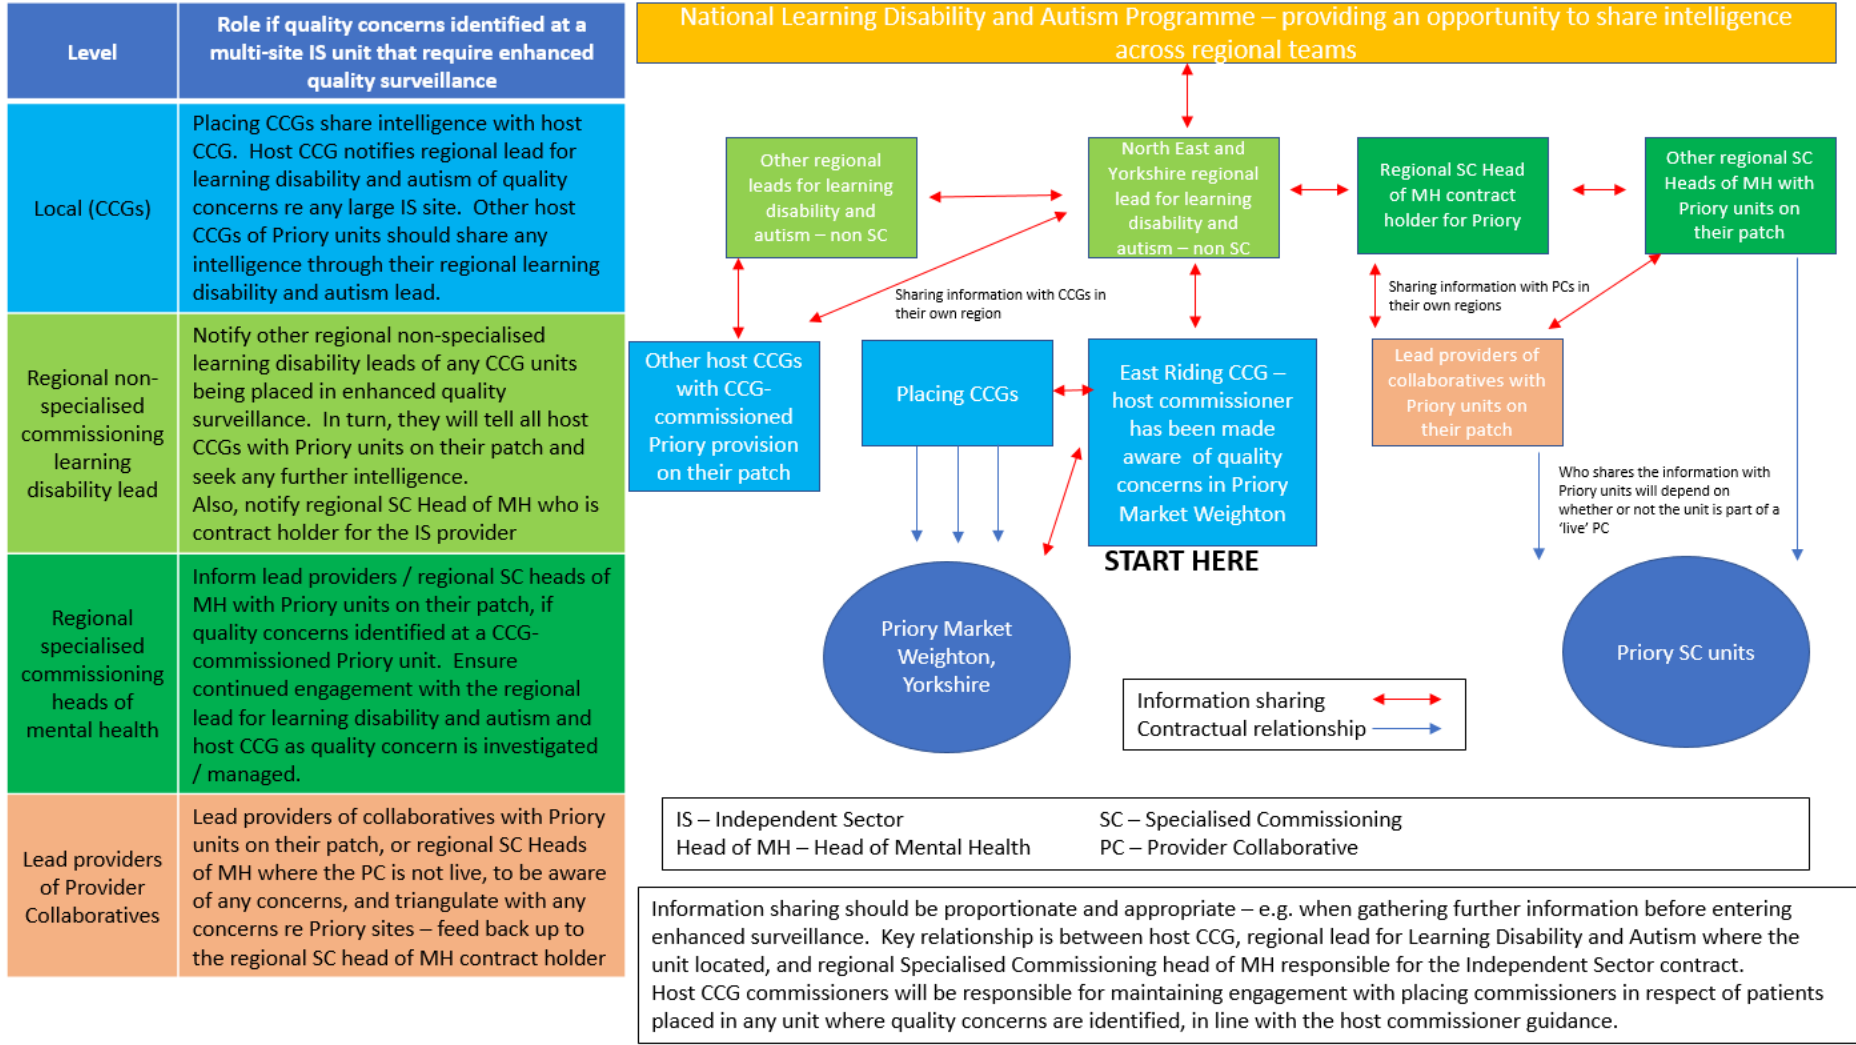 Level
Role if quality concerns identified at a
multi-site IS unit that require enhanced
quality surveillance
Local (CCGs)
Placing CCGs share intelligence with host
CCG.  Host CCG notifies regional lead for
learning disability and autism of quality
concerns re any large IS site.  Other host
CCGs of Priory units should share any
intelligence through their regional learning
disability and autism lead.
Regional non-
specialised
commissioning
learning
disability lead
Notify other regional non-specialised
learning disability leads of any CCG units
being placed in enhanced quality
surveillance.  In turn, they will tell all host
CCGs with Priory units on their patch and
seek any further intelligence.
Also, notify regional SC Head of MH who is
contract holder for the IS provider
Regional
specialised
commissioning
heads of
mental health
Inform lead providers / regional SC heads of
MH with Priory units on their patch, if
quality concerns identified at a CCG-
commissioned Priory unit.  Ensure
continued engagement with the regional
lead for learning disability and autism and
host CCG as quality concern is investigated
/ managed.
Lead providers
of Provider
Collaboratives
Lead providers of collaboratives with Priory
units on their patch, or regional SC Heads
of MH where the PC is not live, to be aware
of any concerns, and triangulate with any
concerns re Priory sites – feed back up to
the regional SC head of MH contract holder
National Learning Disability and Autism Programme – providing an opportunity to share intelligence
across regional teams
Other regional
leads for learning
disability and
autism – non SC
North East and
Yorkshire regional
lead for learning
disability and
autism – non SC
Regional SC Head
of MH contract
holder for Priory
Other regional SC
Heads of MH with
Priory units on
their patch
Sharing information with CCGs in
their own region
Sharing information with PCs in
their own regions
Other host CCGs
with CCG-
commissioned
Priory provision
on their patch
Placing CCGs
East Riding CCG –
host commissioner
has been made
aware  of quality
concerns in Priory
Market Weighton
START HERE
Lead providers of
collaboratives with
Priory units on
their patch
Who shares the information with
Priory units will depend on
whether or not the unit is part of a
‘live’ PC
Priory Market
Weighton,
Yorkshire
Priory SC units
Information sharing
Contractual relationship
IS – Independent Sector
SC – Specialised Commissioning
Head of MH – Head of Mental Health
PC – Provider Collaborative
Information sharing should be proportionate and appropriate – e.g. when gathering further information before entering
enhanced surveillance.  Key relationship is between host CCG, regional lead for Learning Disability and Autism where the
unit located, and regional Specialised Commissioning head of MH responsible for the Independent Sector contract.
Host CCG commissioners will be responsible for maintaining engagement with placing commissioners in respect of patients
placed in any unit where quality concerns are identified, in line with the host commissioner guidance.